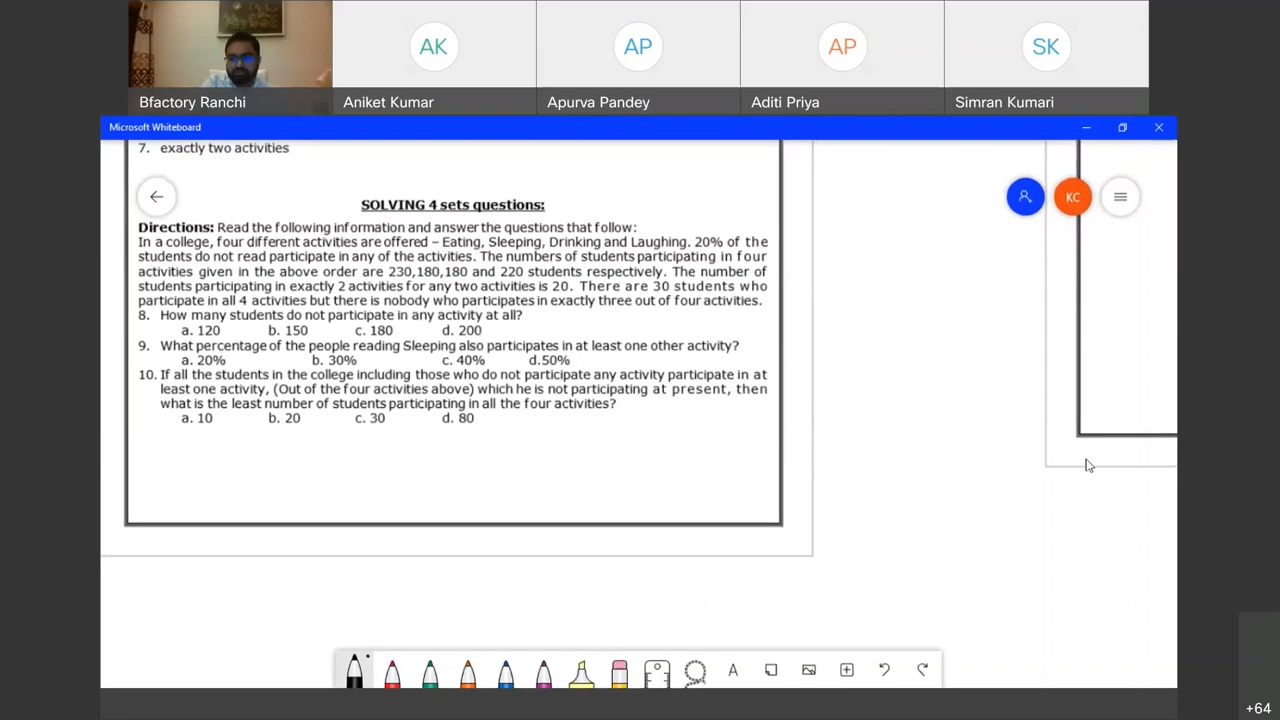 AK
AP
AP
SK
Bfactory Ranchi
Aniket Kumar
Apurva Pandey
Aditi Priya
Simran Kumari
Microsoft Whiteboard
7. exactly two activities
KC
SOLVING 4 sets questions:
Directions: Read the following information and answer the questions that follow:
In a college, four different activities are offered – Eating, Sleeping, Drinking and Laughing. 20% of the
students do not read participate in any of the activities. The numbers of students participating in four
activities given in the above order are 230,180,180 and 220 students respectively. The number of
students participating in exactly 2 activities for any two activities is 20. There are 30 students who
participate in all 4 activities but there is nobody who participates in exactly three out of four activities.
8. How many students do not participate in any activity at all?
a. 120 b. 150 c. 180 d. 200
9. What percentage of the people reading Sleeping also participates in at least one other activity?
a. 20% b. 30% c. 40% d.50%
10. If all the students in the college including those who do not participate any activity participate in at
least one activity, (Out of the four activities above) which he is not participating at present, then
what is the least number of students participating in all the four activities?
a. 10 b. 20 c. 30 d. 80
A
+64